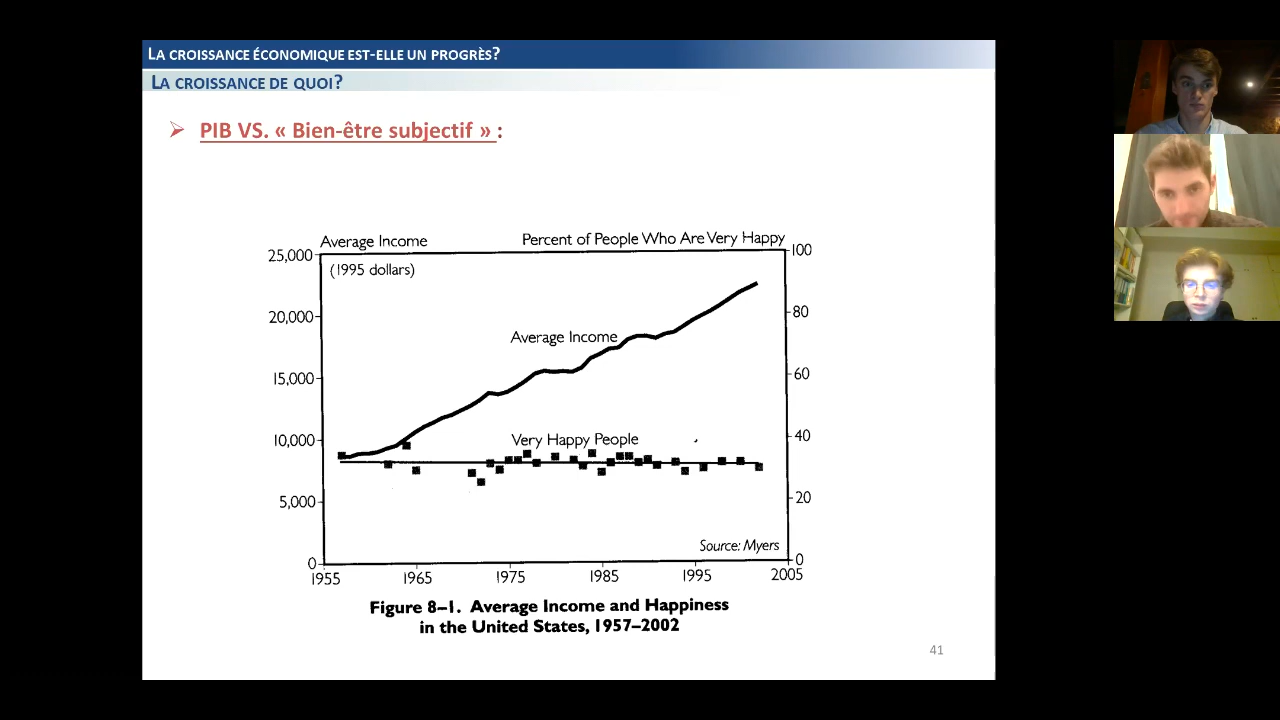 LA CROISSANCE ÉCONOMIQUE EST-ELLE UN PROGRÈS?
LA CROISSANCE DE QUOI?
PIB VS. « Bien-être subjectif » :
Average Income
Percent of People Who Are Very Happy
25,000
(1995 dollars)
100
20,000
80
Average Income
15,000
60
10,000
Very Happy People
40
5,000
20
Source: Myers
0
0
1955 1965 1975 1985 1995 2005
Figure 8–1. Average Income and Happiness
in the United States, 1957–2002
41